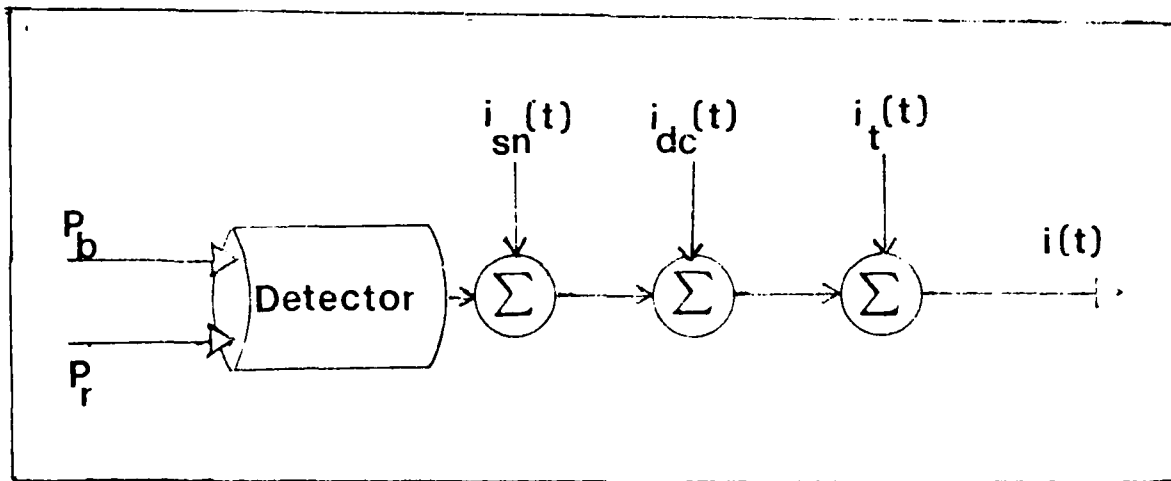 i_sn(t) i_dc(t) i_t(t)
P_b
i(t)
Detector Σ Σ Σ
P_r